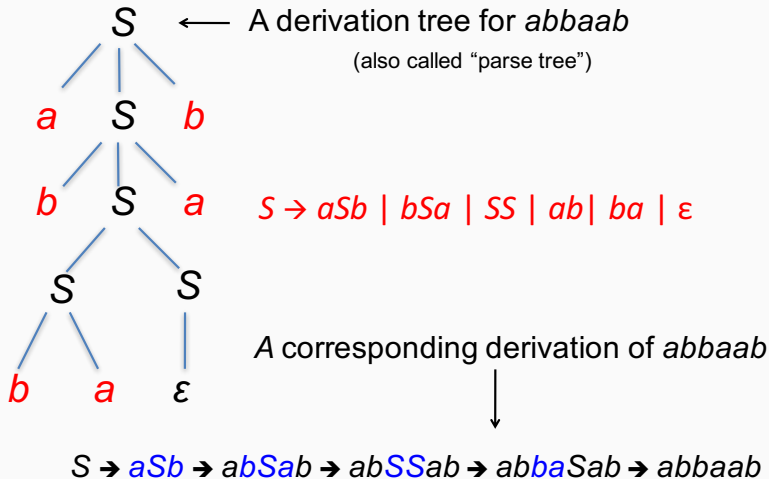 S
A derivation tree for abbaab
(also called “parse tree”)
a S b
b S a
S → aSb | bSa | SS | ab| ba | ε
S S
A corresponding derivation of abbaab
b a ε
S → aSb → abSab → abSSab → abbaSab → abbaab